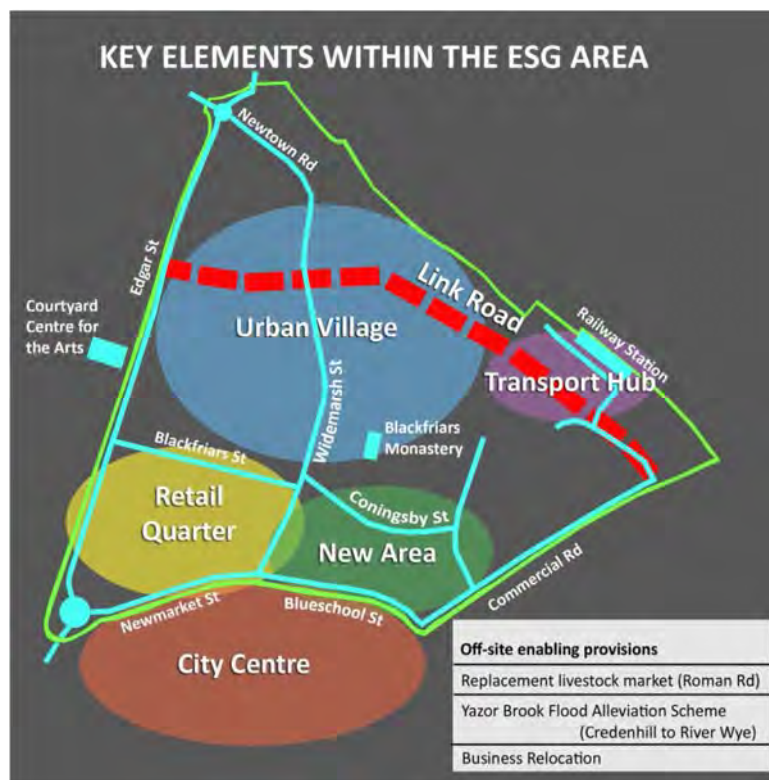 KEY ELEMENTS WITHIN THE ESG AREA
Newtown Rd
Edgar St
Link Road
Railway Station
Courtyard
Centre for
the Arts
Urban Village
Transport Hub
Widemarsh St
Blackfriars
Monastery
Blackfriars St
Retail
Quarter
Coningsby St
New Area
Commercial Rd
Newmarket St
Blueschool St
City Centre
Off-site enabling provisions
Replacement livestock market (Roman Rd)
Yazor Brook Flood Alleviation Scheme
(Credenhill to River Wye)
Business Relocation